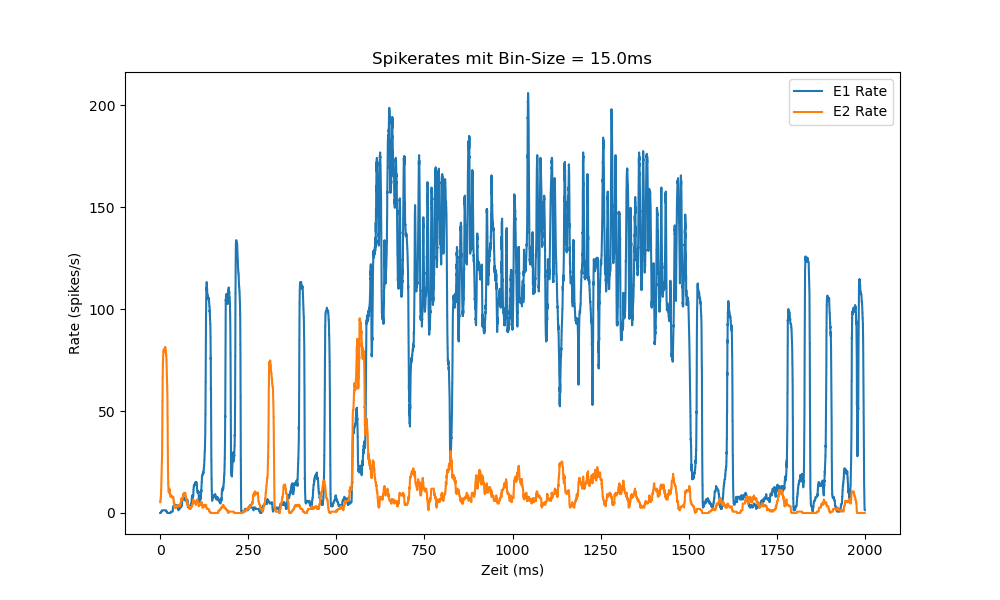 Spikerates mit Bin-Size = 15.0ms
E1 Rate
E2 Rate
Rate (spikes/s)
200
150
100
50
0
0 250 500 750 1000 1250 1500 1750 2000
Zeit (ms)